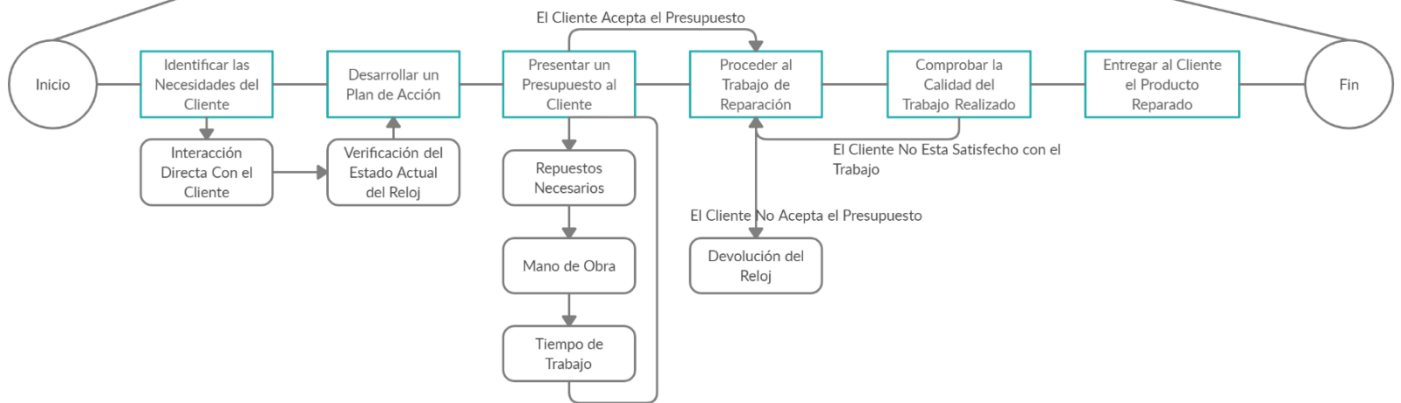 El Cliente Acepta el Presupuesto
Inicio
Identificar las
Necesidades del
Cliente
Desarrollar un
Plan de Acción
Presentar un
Presupuesto al
Cliente
Proceder al
Trabajo de
Reparación
Comprobar la
Calidad del
Trabajo Realizado
Entregar al Cliente
el Producto
Reparado
Fin
Interacción
Directa Con el
Cliente
Verificación del
Estado Actual
del Reloj
Repuestos
Necesarios
El Cliente No Esta Satisfecho con el
Trabajo
El Cliente No Acepta el Presupuesto
Mano de Obra
Devolución del
Reloj
Tiempo de
Trabajo